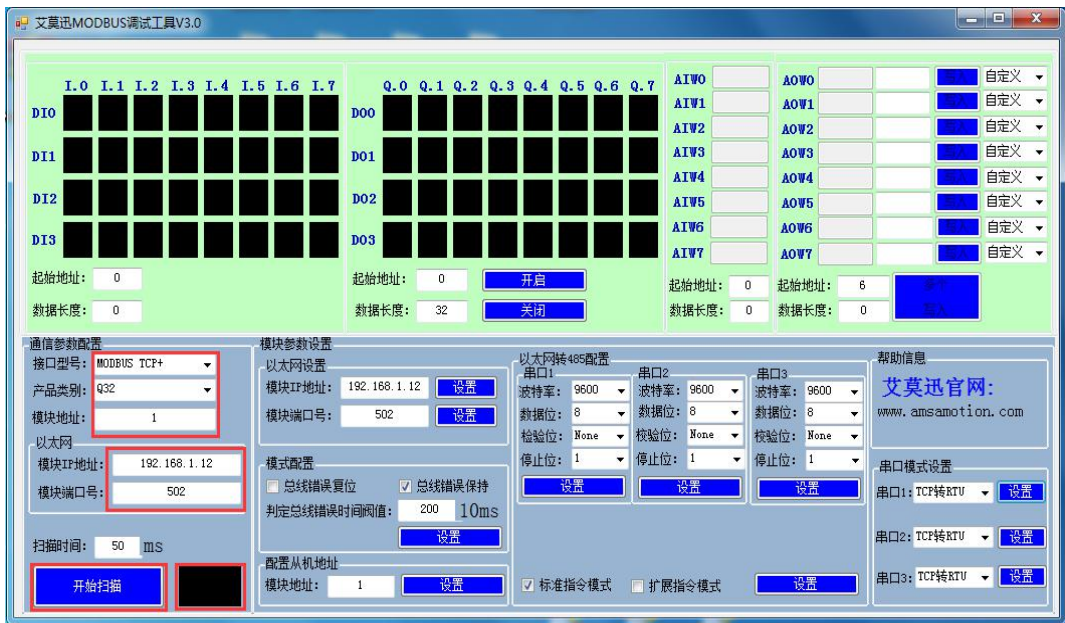 艾莫迅MODBUS调试工具V3.0
I.0 I.1 I.2 I.3 I.4 I.5 I.6 I.7
DI0
DI1
DI2
DI3
起始地址: 0
数据长度: 0
Q.0 Q.1 Q.2 Q.3 Q.4 Q.5 Q.6 Q.7
DO0
DO1
DO2
DO3
起始地址: 0 开启
数据长度: 32 关闭
AIW0
AIW1
AIW2
AIW3
AIW4
AIW5
AIW6
AIW7
起始地址: 0
数据长度: 0
AOW0 写入 自定义
AOW1 写入 自定义
AOW2 写入 自定义
AOW3 写入 自定义
AOW4 写入 自定义
AOW5 写入 自定义
AOW6 写入 自定义
AOW7 写入 自定义
起始地址: 6
数据长度: 0
写入
通信参数配置
接口型号: MODBUS TCP+
产品类别: Q32
模块地址: 1
以太网
模块IP地址: 192.168.1.12
模块端口号: 502
扫描时间: 50 ms
开始扫描
模块参数设置
以太网设置
模块IP地址: 192.168.1.12 设置
模块端口号: 502 设置
模式配置
总线错误复位 总线错误保持
判定总线错误时间阀值: 200 10ms
设置
配置从机地址
模块地址: 1 设置
以太网转485配置
串口1
波特率: 9600
数据位: 8
检验位: None
停止位: 1
设置
串口2
波特率: 9600
数据位: 8
校验位: None
停止位: 1
设置
串口3
波特率: 9600
数据位: 8
校验位: None
停止位: 1
设置
标准指令模式 扩展指令模式 设置
帮助信息
艾莫迅官网:
www.amsamotion.com
串口模式设置
串口1: TCP转RTU 设置
串口2: TCP转RTU 设置
串口3: TCP转RTU 设置